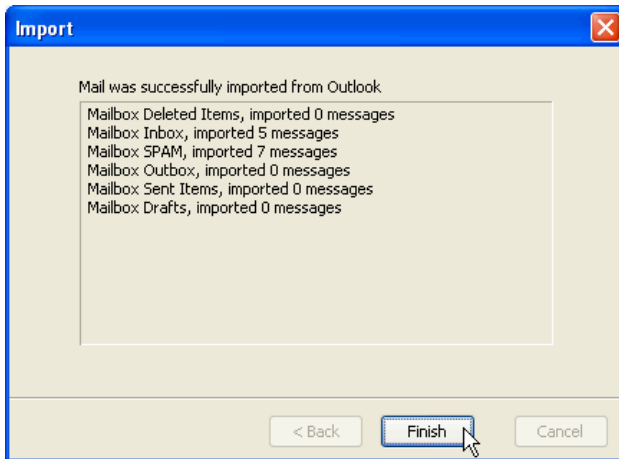 Import
Mail was successfully imported from Outlook
Mailbox Deleted Items, imported 0 messages
Mailbox Inbox, imported 5 messages
Mailbox SPAM, imported 7 messages
Mailbox Outbox, imported 0 messages
Mailbox Sent Items, imported 0 messages
Mailbox Drafts, imported 0 messages
< Back Finish Cancel